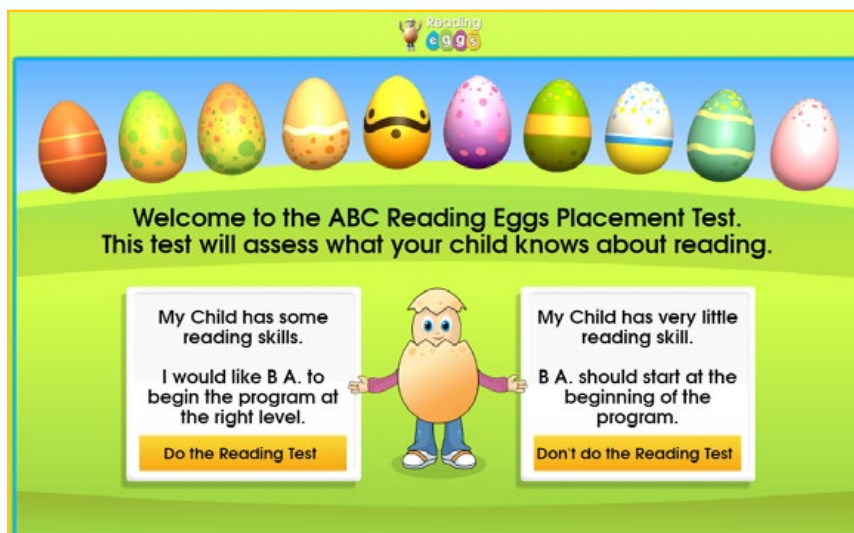 Reading
eggs
Welcome to the ABC Reading Eggs Placement Test.
This test will assess what your child knows about reading.
My Child has some
reading skills.
I would like B A. to
begin the program at
the right level.
Do the Reading Test
My Child has very little
reading skill.
B A. should start at the
beginning of the
program.
Don't do the Reading Test